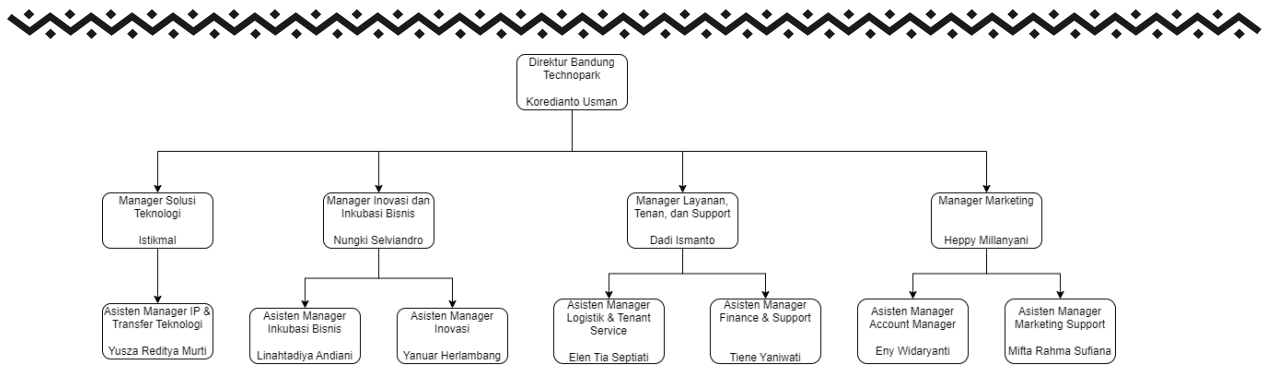 Direktur Bandung
Technopark
Koredianto Usman
Manager Solusi
Teknologi
Istikmal
Manager Inovasi dan
Inkubasi Bisnis
Nungki Selviandro
Manager Layanan,
Tenan, dan Support
Dadi Ismanto
Manager Marketing
Heppy Millanyani
Asisten Manager IP &
Transfer Teknologi
Yusza Reditya Murti
Asisten Manager
Inkubasi Bisnis
Linahtadiya Andiani
Asisten Manager
Inovasi
Yanuar Herlambang
Asisten Manager
Logistik & Tenant
Service
Elen Tia Septiati
Asisten Manager
Finance & Support
Tiene Yaniwati
Asisten Manager
Account Manager
Eny Widaryanti
Asisten Manager
Marketing Support
Mifta Rahma Sufiana